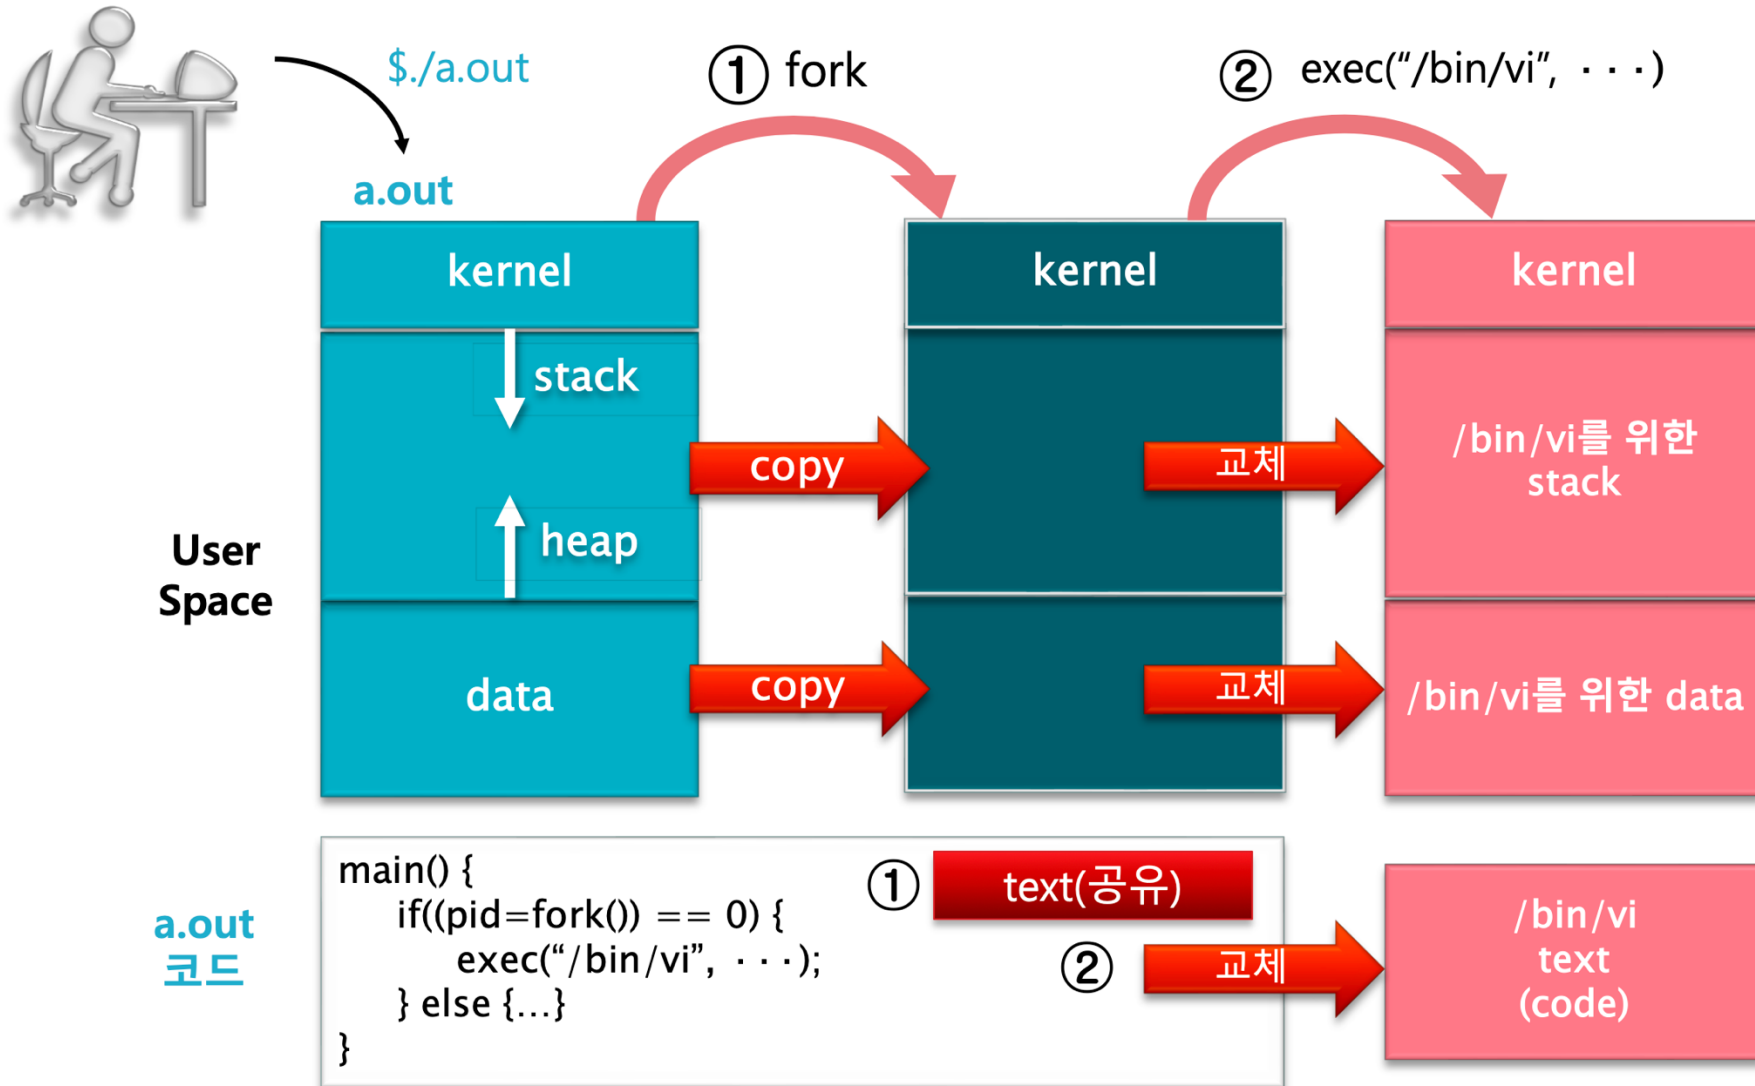 $./a.out
① fork
② exec("/bin/vi", ・・・)
a.out
kernel
kernel
kernel
stack
heap
copy
교체
/bin/vi를 위한
stack
User
Space
data
copy
교체
/bin/vi를 위한 data
a.out
코드
main() {
if((pid=fork()) == 0) {
exec("/bin/vi", ・・・);
} else {...}
}
① text(공유)
② 교체
/bin/vi
text
(code)